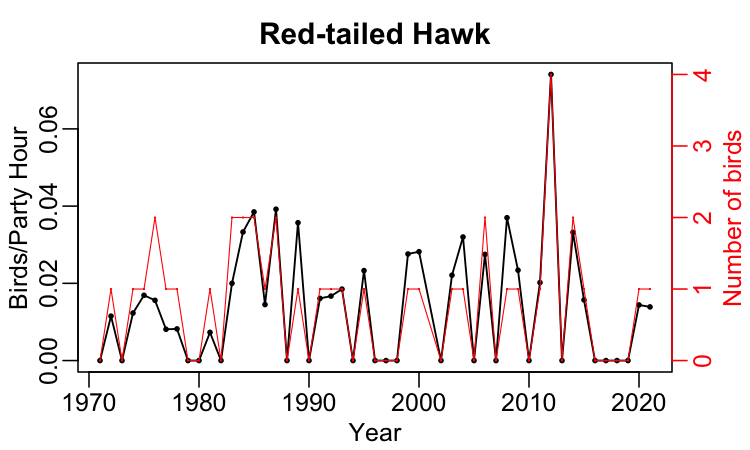 Red-tailed Hawk
Birds/Party Hour
0.00 0.02 0.04 0.06
Number of birds
0 1 2 3 4
1970 1980 1990 2000 2010 2020
Year